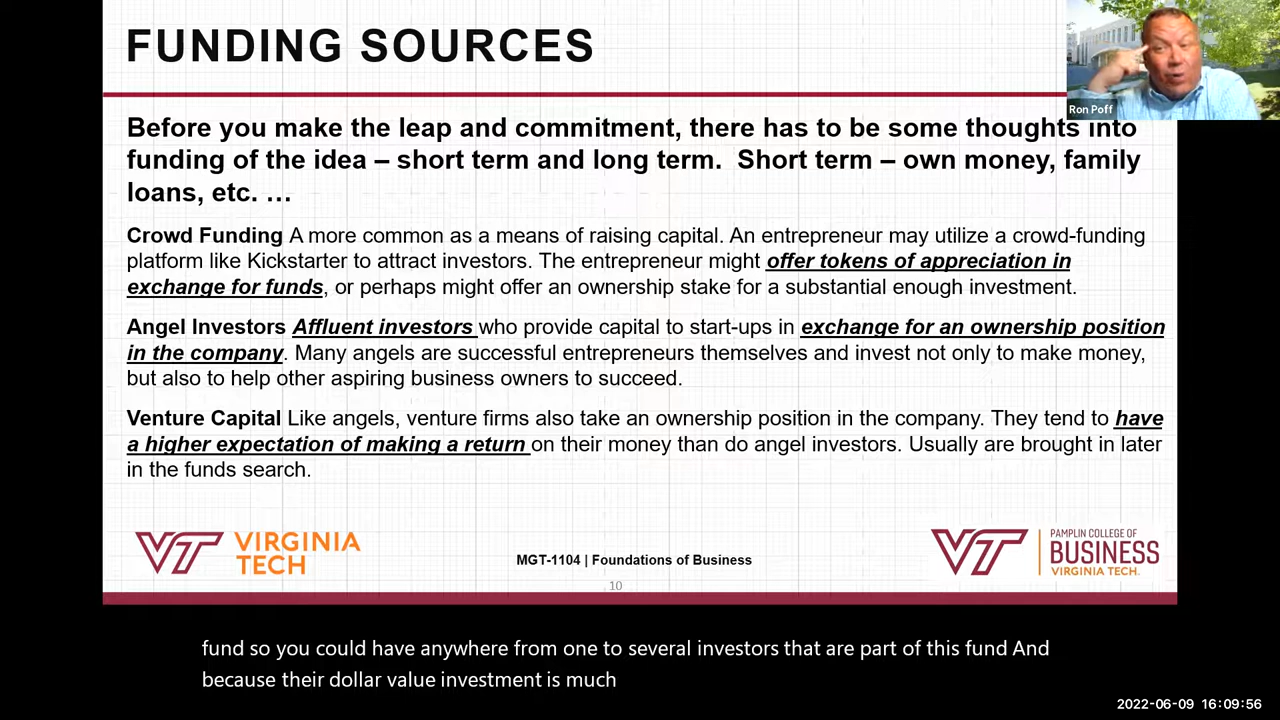 FUNDING SOURCES
Ron Poff
Before you make the leap and commitment, there has to be some thoughts into
funding of the idea – short term and long term.  Short term – own money, family
loans, etc. …
Crowd Funding A more common as a means of raising capital. An entrepreneur may utilize a crowd-funding
platform like Kickstarter to attract investors. The entrepreneur might offer tokens of appreciation in
exchange for funds, or perhaps might offer an ownership stake for a substantial enough investment.
Angel Investors Affluent investors who provide capital to start-ups in exchange for an ownership position
in the company. Many angels are successful entrepreneurs themselves and invest not only to make money,
but also to help other aspiring business owners to succeed.
Venture Capital Like angels, venture firms also take an ownership position in the company. They tend to have
a higher expectation of making a return on their money than do angel investors. Usually are brought in later
in the funds search.
VT VIRGINIA
TECH
MGT-1104 | Foundations of Business
VT PAMPLIN COLLEGE OF
BUSINESS
VIRGINIA TECH.
10
fund so you could have anywhere from one to several investors that are part of this fund And
because their dollar value investment is much
2022-06-09 16:09:56